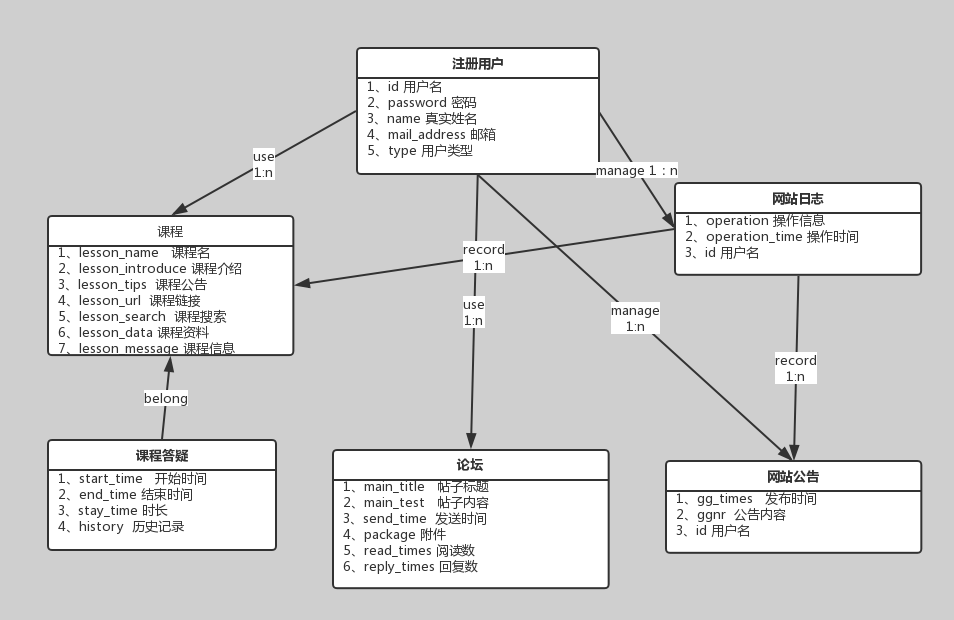 注册用户
1、id 用户名
2、password 密码
3、name 真实姓名
4、mail_address 邮箱
5、type 用户类型
use
1:n
manage 1：n
网站日志
1、operation 操作信息
2、operation_time 操作时间
3、id 用户名
课程
1、lesson_name 课程名
2、lesson_introduce 课程介绍
3、lesson_tips 课程公告
4、lesson_url 课程链接
5、lesson_search 课程搜索
6、lesson_data 课程资料
7、lesson_message 课程信息
record
1:n
use
1:n
manage
1:n
record
1:n
belong
课程答疑
1、start_time 开始时间
2、end_time 结束时间
3、stay_time 时长
4、history 历史记录
论坛
1、main_title 帖子标题
2、main_test 帖子内容
3、send_time 发送时间
4、package 附件
5、read_times 阅读数
6、reply_times 回复数
网站公告
1、gg_times 发布时间
2、ggnr 公告内容
3、id 用户名